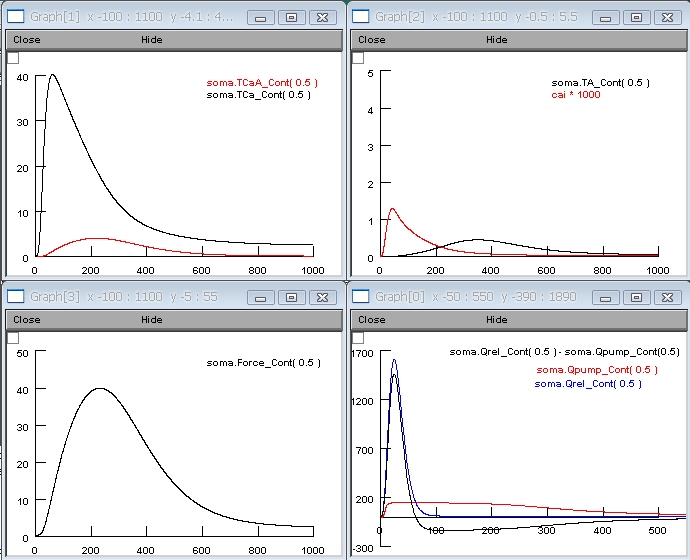 Graph[1] x -100 : 1100 y -4.1 : 4...
Close Hide
soma.TCaA_Cont( 0.5 )
soma.TCa_Cont( 0.5 )
40
30
20
10
0
0 200 400 600 800 1000
Graph[2] x -100 : 1100 y -0.5 : 5.5
Close Hide
soma.TA_Cont( 0.5 )
cai * 1000
5
4
3
2
1
0
0 200 400 600 800 1000
Graph[3] x -100 : 1100 y -5 : 55
Close Hide
soma.Force_Cont( 0.5 )
50
40
30
20
10
0
0 200 400 600 800 1000
Graph[0] x -50 : 550 y -390 : 1890
Close Hide
soma.Qrel_Cont( 0.5 ) - soma.Qpump_Cont(0.5)
soma.Qpump_Cont( 0.5 )
soma.Qrel_Cont( 0.5 )
1700
1200
700
200
0 100 200 300 400 500
-300